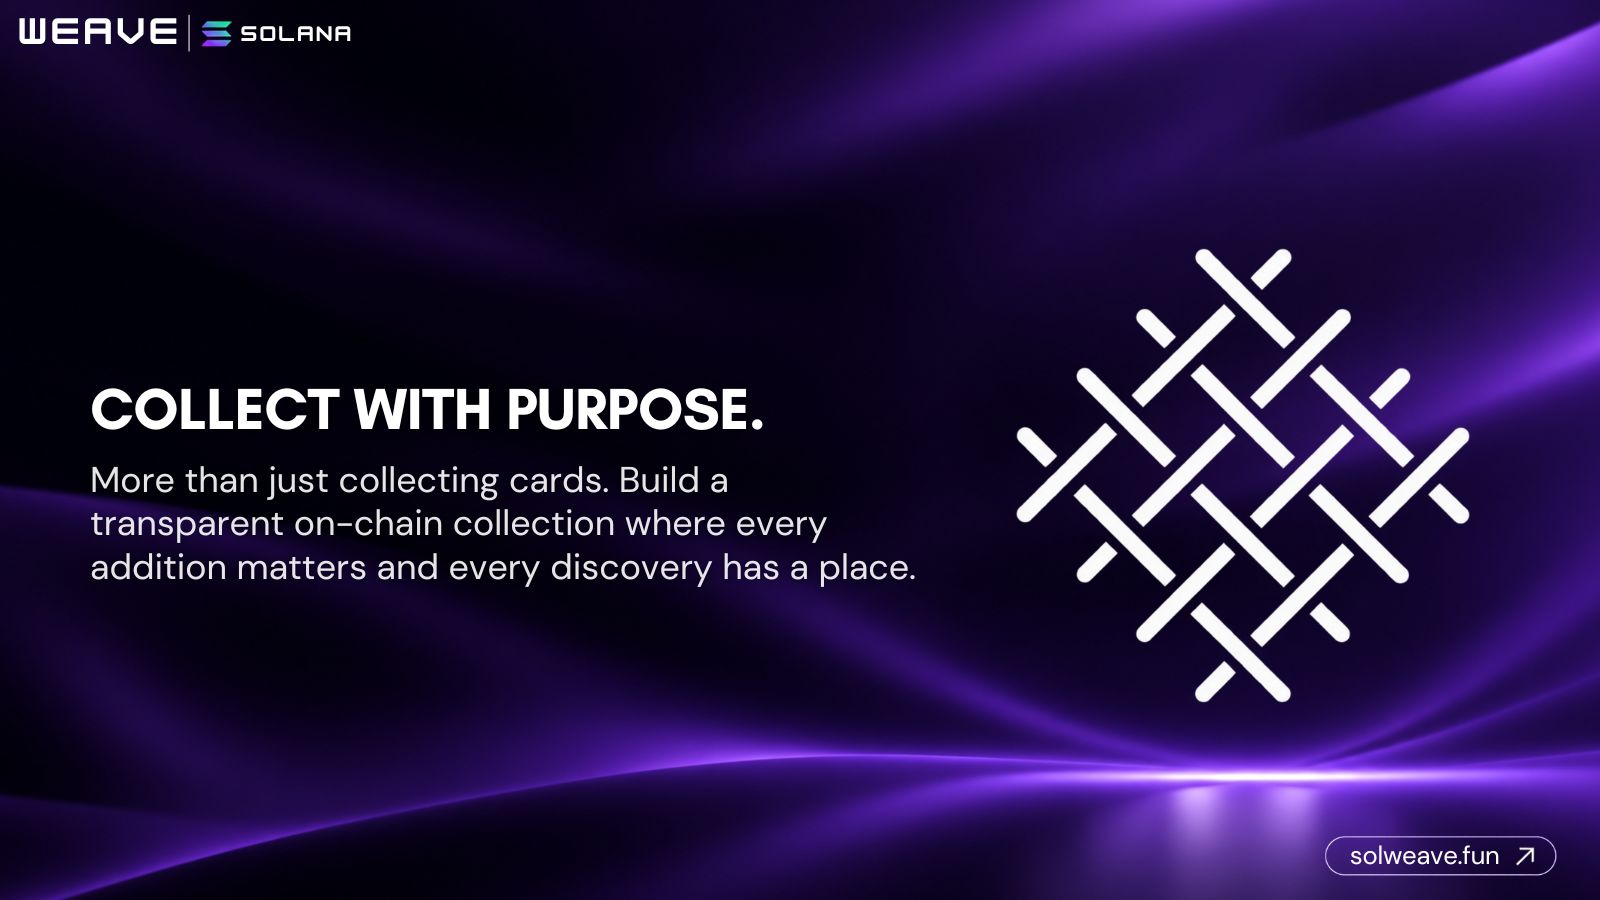 WEAVE | SOLANA
COLLECT WITH PURPOSE.
More than just collecting cards. Build a
transparent on-chain collection where every
addition matters and every discovery has a place.
solweave.fun